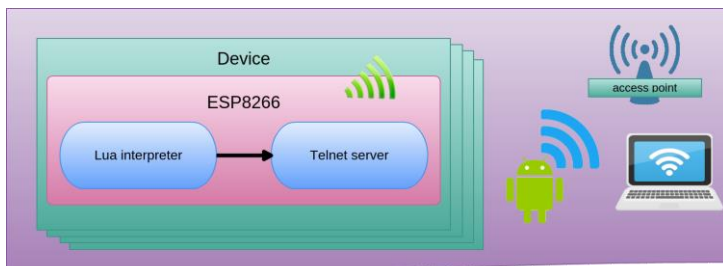 Device
ESP8266
Lua interpreter
Telnet server
access point